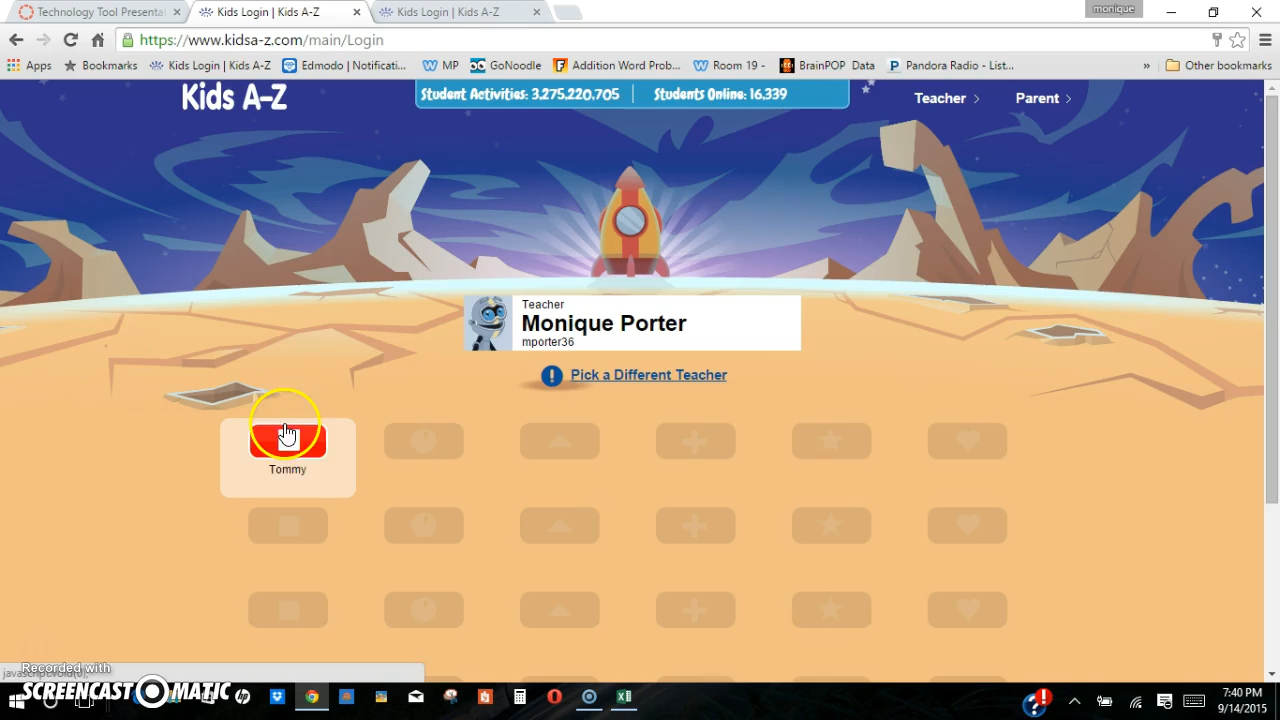 Technology Tool Presenta
Kids Login | Kids A-Z
Kids Login | Kids A-Z
monique
https://www.kidsa-z.com/main/Login
Apps
Bookmarks
Kids Login | Kids A-Z
Edmodo | Notificati...
MP
GoNoodle
Addition Word Prob...
Room 19 -
BrainPOP Data
Pandora Radio - List...
»
Other bookmarks
Kids A-Z
Student Activities: 3,275,220,705
Students Online: 16,339
Teacher
Parent
Teacher
Monique Porter
mporter36
Pick a Different Teacher
Tommy
Recorded with
javascript:void(0);
SCREENCAST MATIC
7:40 PM
9/14/2015